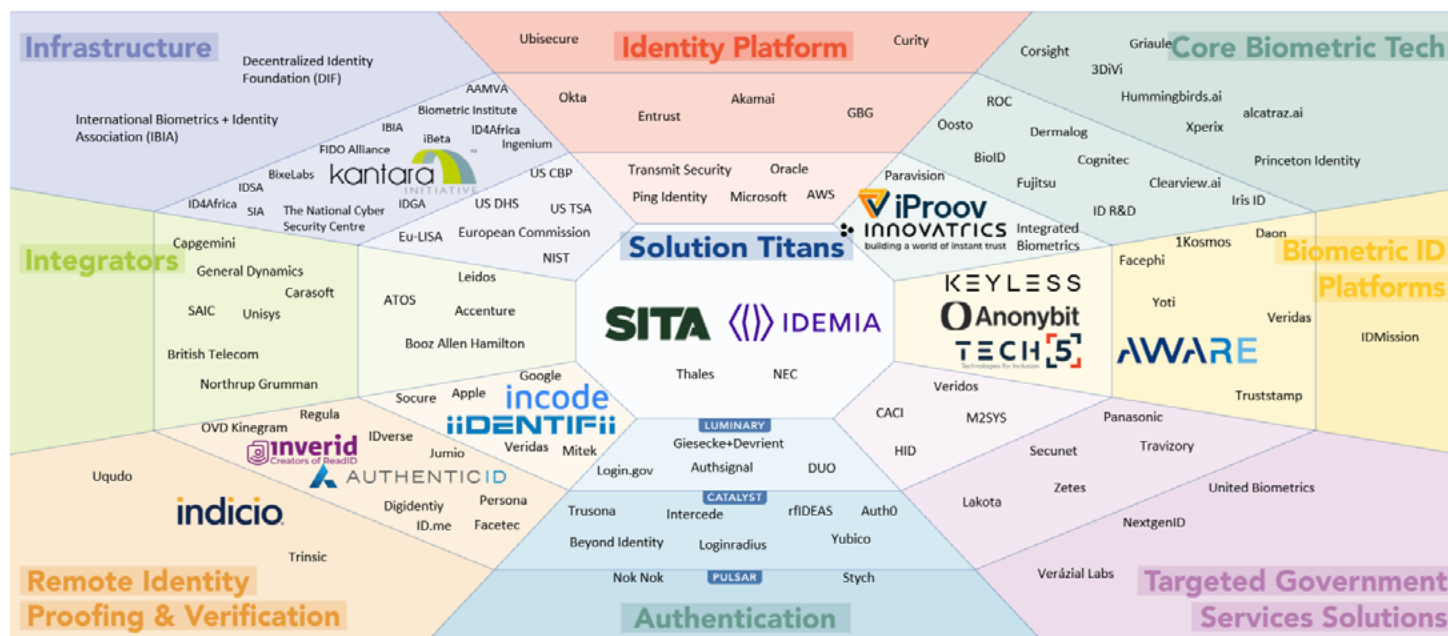 Infrastructure
Decentralized Identity
Foundation (DIF)
International Biometrics + Identity
Association (IBIA)
AAMVA
Biometric Institute
IBIA
iBeta
ID4Africa
Ingenium
FIDO Alliance
BixeLabs
kantara
INITIATIVE
™
IDSA
ID4Africa
SIA
The National Cyber
Security Centre
IDGA
US CBP
US DHS
US TSA
Eu-LISA
European Commission
NIST
Identity Platform
Ubisecure
Curity
Okta
Akamai
Entrust
GBG
Transmit Security
Oracle
Ping Identity
Microsoft
AWS
Core Biometric Tech
Corsight
Griaule
3DiVi
Hummingbirds.ai
alcatraz.ai
Xperix
Princeton Identity
ROC
Oosto
Dermalog
BioID
Cognitec
Fujitsu
Clearview.ai
Iris ID
ID R&D
Paravision
iProov
INNOVATRICS
building a world of instant trust
Integrated
Biometrics
Integrators
Capgemini
General Dynamics
Carasoft
SAIC
Unisys
British Telecom
Northrup Grumman
Leidos
ATOS
Accenture
Booz Allen Hamilton
Solution Titans
SITA
IDEMIA
Thales
NEC
Biometric ID
Platforms
KEYLESS
Anonybit
TECH5
Technologies for Inclusion
1Kosmos
Daon
Facephi
Yoti
Veridas
AWARE
Truststamp
IDMission
Remote Identity
Proofing & Verification
Google
Socure
Apple
incode
iiDENTIFii
Veridas
Mitek
Regula
OVD Kinegram
inverid
Creators of ReadID
IDverse
Jumio
AUTHENTICID
Digidentiy
Persona
ID.me
Facetec
Uqudo
indicio
Trinsic
LUMINARY
Giesecke+Devrient
Login.gov
Authsignal
DUO
CATALYST
Trusona
Intercede
rfIDEAS
Auth0
Beyond Identity
Loginradius
Yubico
Nok Nok
PULSAR
Stych
Authentication
Veridos
CACI
M2SYS
HID
Panasonic
Secunet
Travizory
Zetes
Lakota
United Biometrics
NextgenID
Verázial Labs
Targeted Government
Services Solutions